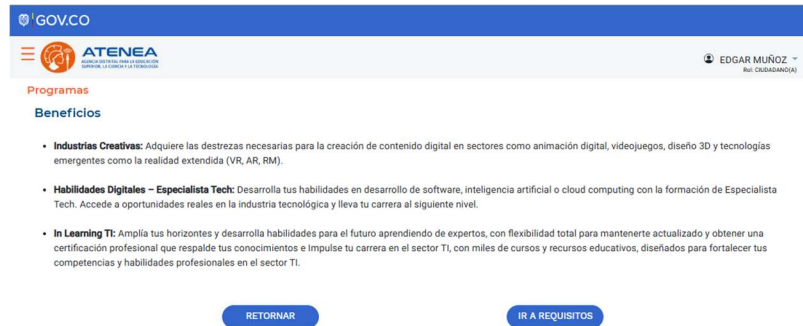 GOV.CO
ATENEA
AGENCIA DISTRITAL PARA LA EDUCACIÓN
SUPERIOR, LA CIENCIA Y LA TECNOLOGÍA
EDGAR MUÑOZ
Rol: CIUDADANO(A)
Programas
Beneficios
• Industrias Creativas: Adquiere las destrezas necesarias para la creación de contenido digital en sectores como animación digital, videojuegos, diseño 3D y tecnologías
emergentes como la realidad extendida (VR, AR, RM).
• Habilidades Digitales – Especialista Tech: Desarrolla tus habilidades en desarrollo de software, inteligencia artificial o cloud computing con la formación de Especialista
Tech. Accede a oportunidades reales en la industria tecnológica y lleva tu carrera al siguiente nivel.
• In Learning TI: Amplía tus horizontes y desarrolla habilidades para el futuro aprendiendo de expertos, con flexibilidad total para mantenerte actualizado y obtener una
certificación profesional que respalde tus conocimientos e Impulse tu carrera en el sector TI, con miles de cursos y recursos educativos, diseñados para fortalecer tus
competencias y habilidades profesionales en el sector TI.
RETORNAR
IR A REQUISITOS